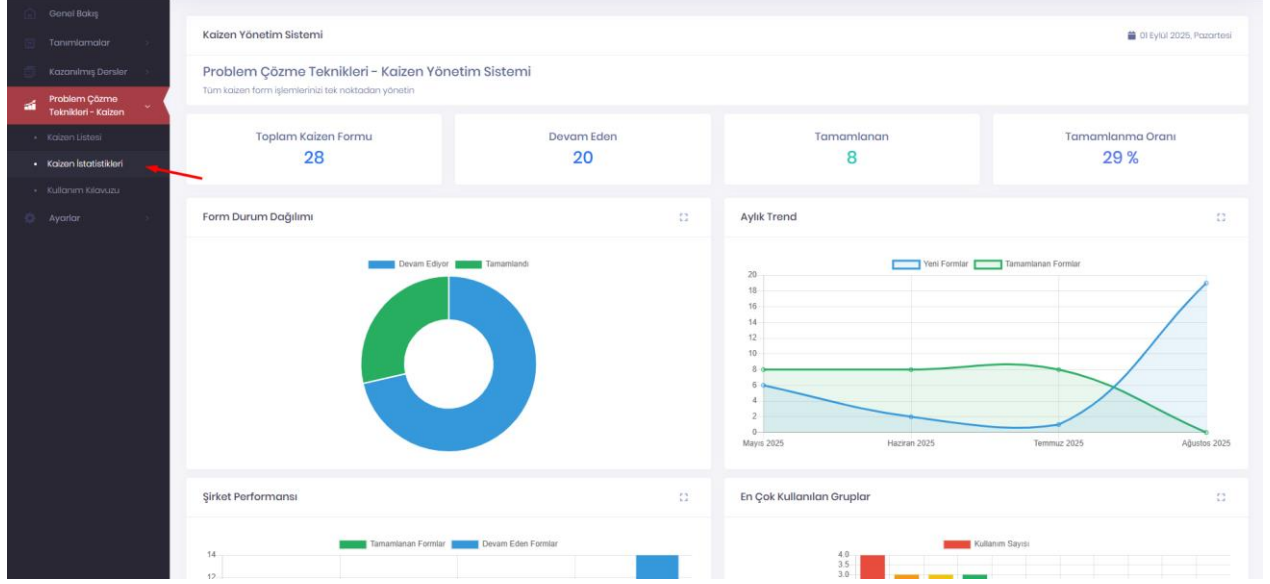 Genel Bakış
Tanımlamalar
Kazanılmış Dersler
Problem Çözme
Teknikleri - Kaizen
Kaizen Listesi
Kaizen İstatistikleri
Kullanım Kılavuzu
Ayarlar
Kaizen Yönetim Sistemi
01 Eylül 2025, Pazartesi
Problem Çözme Teknikleri - Kaizen Yönetim Sistemi
Tüm kaizen form işlemlerinizi tek noktadan yönetin
Toplam Kaizen Formu
28
Devam Eden
20
Tamamlanan
8
Tamamlanma Oranı
29 %
Form Durum Dağılımı
Devam Ediyor Tamamlandı
Aylık Trend
Yeni Formlar Tamamlanan Formlar
20
18
16
14
12
10
8
6
4
2
0
Mayıs 2025 Haziran 2025 Temmuz 2025 Ağustos 2025
Şirket Performansı
Tamamlanan Formlar Devam Eden Formlar
14
12
En Çok Kullanılan Gruplar
Kullanım Sayısı
4.0
3.5
3.0